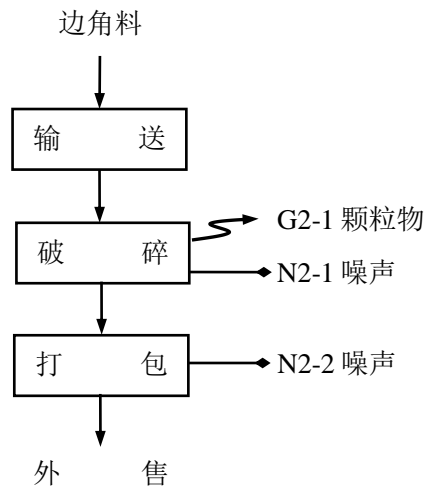 边角料
输 送
G2-1 颗粒物
破 碎
N2-1 噪声
打 包
N2-2 噪声
外 售